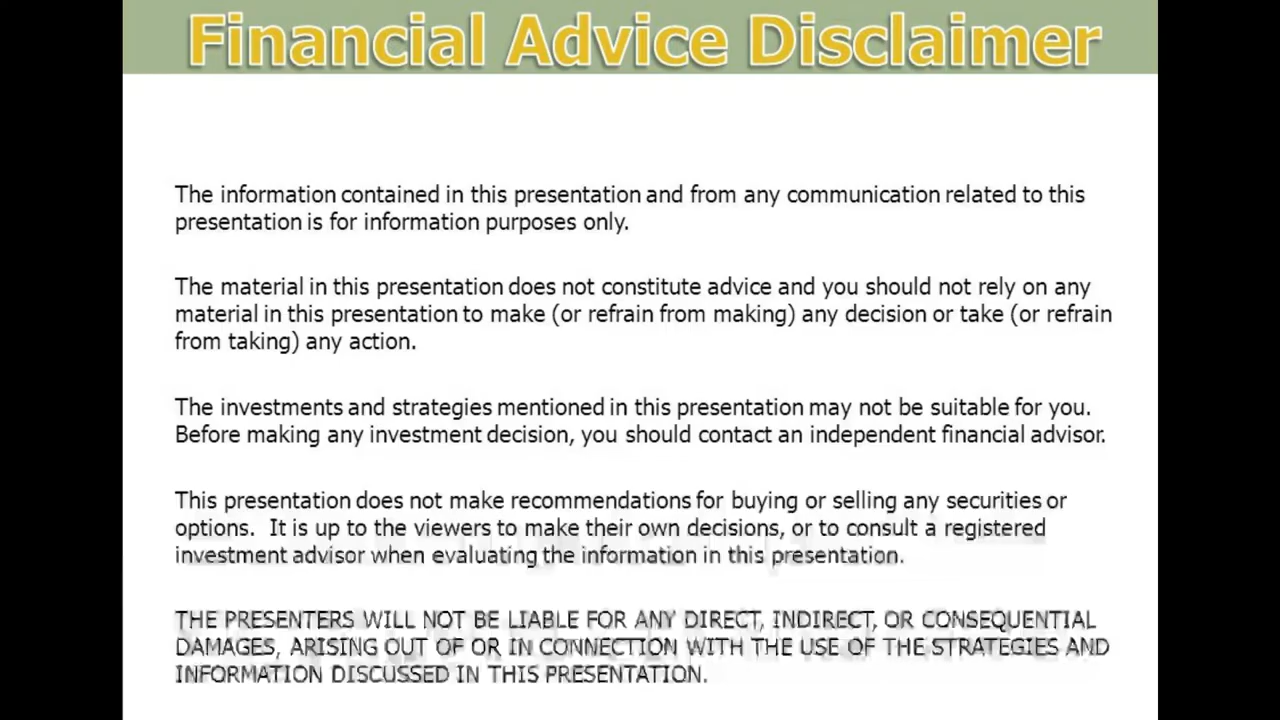 Financial Advice Disclaimer
The information contained in this presentation and from any communication related to this
presentation is for information purposes only.
The material in this presentation does not constitute advice and you should not rely on any
material in this presentation to make (or refrain from making) any decision or take (or refrain
from taking) any action.
The investments and strategies mentioned in this presentation may not be suitable for you.
Before making any investment decision, you should contact an independent financial advisor.
This presentation does not make recommendations for buying or selling any securities or
options.  It is up to the viewers to make their own decisions, or to consult a registered
investment advisor when evaluating the information in this presentation.
THE PRESENTERS WILL NOT BE LIABLE FOR ANY DIRECT, INDIRECT, OR CONSEQUENTIAL
DAMAGES, ARISING OUT OF OR IN CONNECTION WITH THE USE OF THE STRATEGIES AND
INFORMATION DISCUSSED IN THIS PRESENTATION.